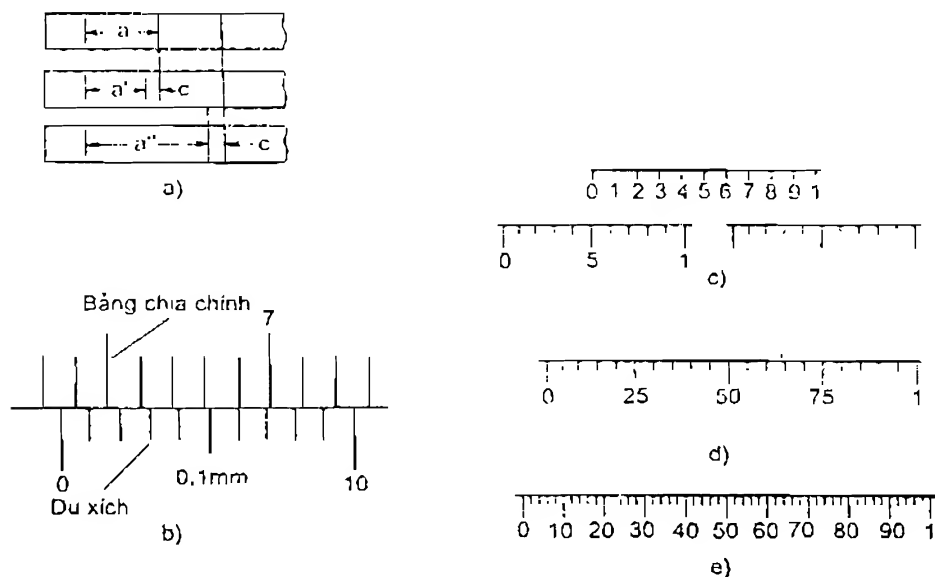 a
a' c
a'' c
a)
Bảng chia chính
7
0
0,1mm
10
Du xích
b)
0 1 2 3 4 5 6 7 8 9 1
0 5 1
c)
0 25 50 75 1
d)
0 10 20 30 40 50 60 70 80 90 1
e)